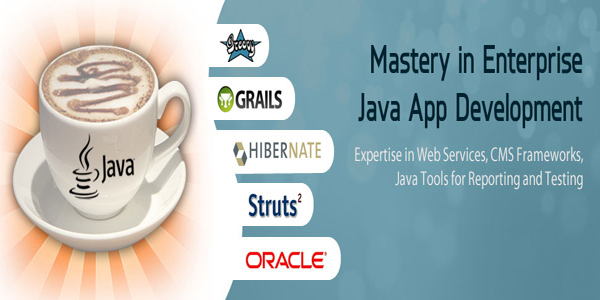 Java
Groovy
GRAILS
HIBERNATE
Struts2
ORACLE
Mastery in Enterprise
Java App Development
Expertise in Web Services, CMS Frameworks,
Java Tools for Reporting and Testing